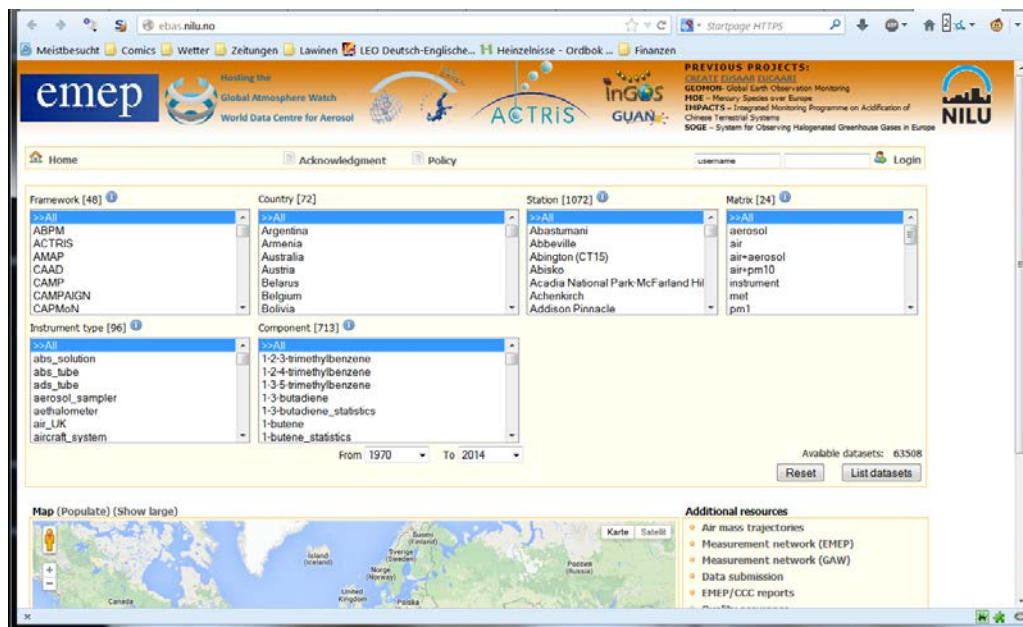 ebas.nilu.no
Startpage HTTPS
Meistbesucht Comics Wetter Zeitungen Lawinen LEO Deutsch-Englische... Heinzelnisse - Ordbok ... Finanzen
emep
Hosting the
Global Atmosphere Watch
World Data Centre for Aerosol
ACTRIS
InGOS
GUAN
PREVIOUS PROJECTS:
CREATE EUSAAR EUCAARI
GEOMON- Global Earth Observation Monitoring
MOE - Mercury Species over Europe
IMPACTS - Integrated Monitoring Programme on Acidification of
Chinese Terrestrial Systems
SOGE - System for Observing Halogenated Greenhouse Gases in Europe
NILU
Home Acknowledgment Policy username Login
Framework [48]
>>All
ABPM
ACTRIS
AMAP
CAAD
CAMP
CAMPAIGN
CAPMoN
Country [72]
>>All
Argentina
Armenia
Australia
Austria
Belarus
Belgium
Bolivia
Station [1072]
>>All
Abastumani
Abbeville
Abington (CT15)
Abisko
Acadia National Park-McFarland Hil
Achenkirch
Addison Pinnacle
Matrix [24]
>>All
aerosol
air
air+aerosol
air+pm10
instrument
met
pm1
Instrument type [96]
>>All
abs_solution
abs_tube
ads_tube
aerosol_sampler
aethalometer
air_UK
aircraft_system
Component [713]
>>All
1-2-3-trimethylbenzene
1-2-4-trimethylbenzene
1-3-5-trimethylbenzene
1-3-butadiene
1-3-butadiene_statistics
1-butene
1-butene_statistics
From 1970 To 2014
Available datasets: 63508
Reset List datasets
Map (Populate) (Show large)
Karte Satellit
Suomi
(Finland)
Ísland
(Iceland)
Sverige
(Sweden)
Norge
(Norway)
Россия
(Russia)
United
Kingdom
Polska
Canada
Additional resources
Air mass trajectories
Measurement network (EMEP)
Measurement network (GAW)
Data submission
EMEP/CCC reports